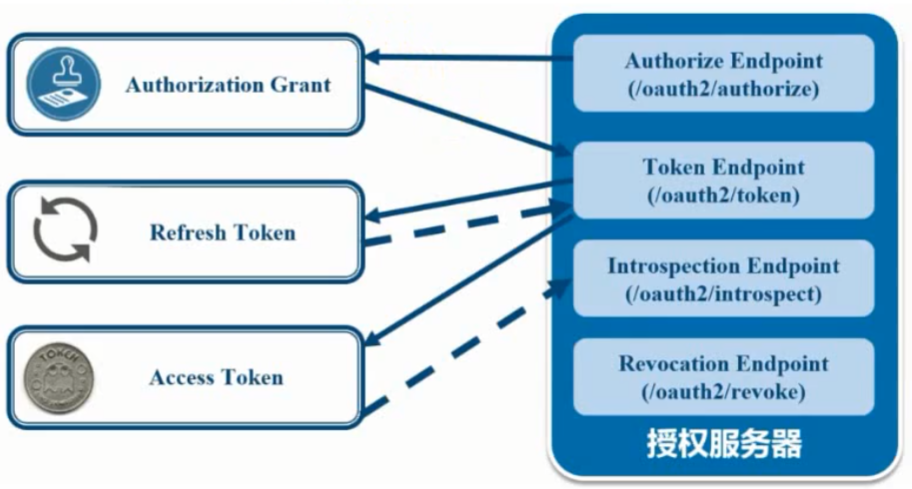 Authorization Grant
Refresh Token
TOKEN
Access Token
Authorize Endpoint
(/oauth2/authorize)
Token Endpoint
(/oauth2/token)
Introspection Endpoint
(/oauth2/introspect)
Revocation Endpoint
(/oauth2/revoke)
授权服务器